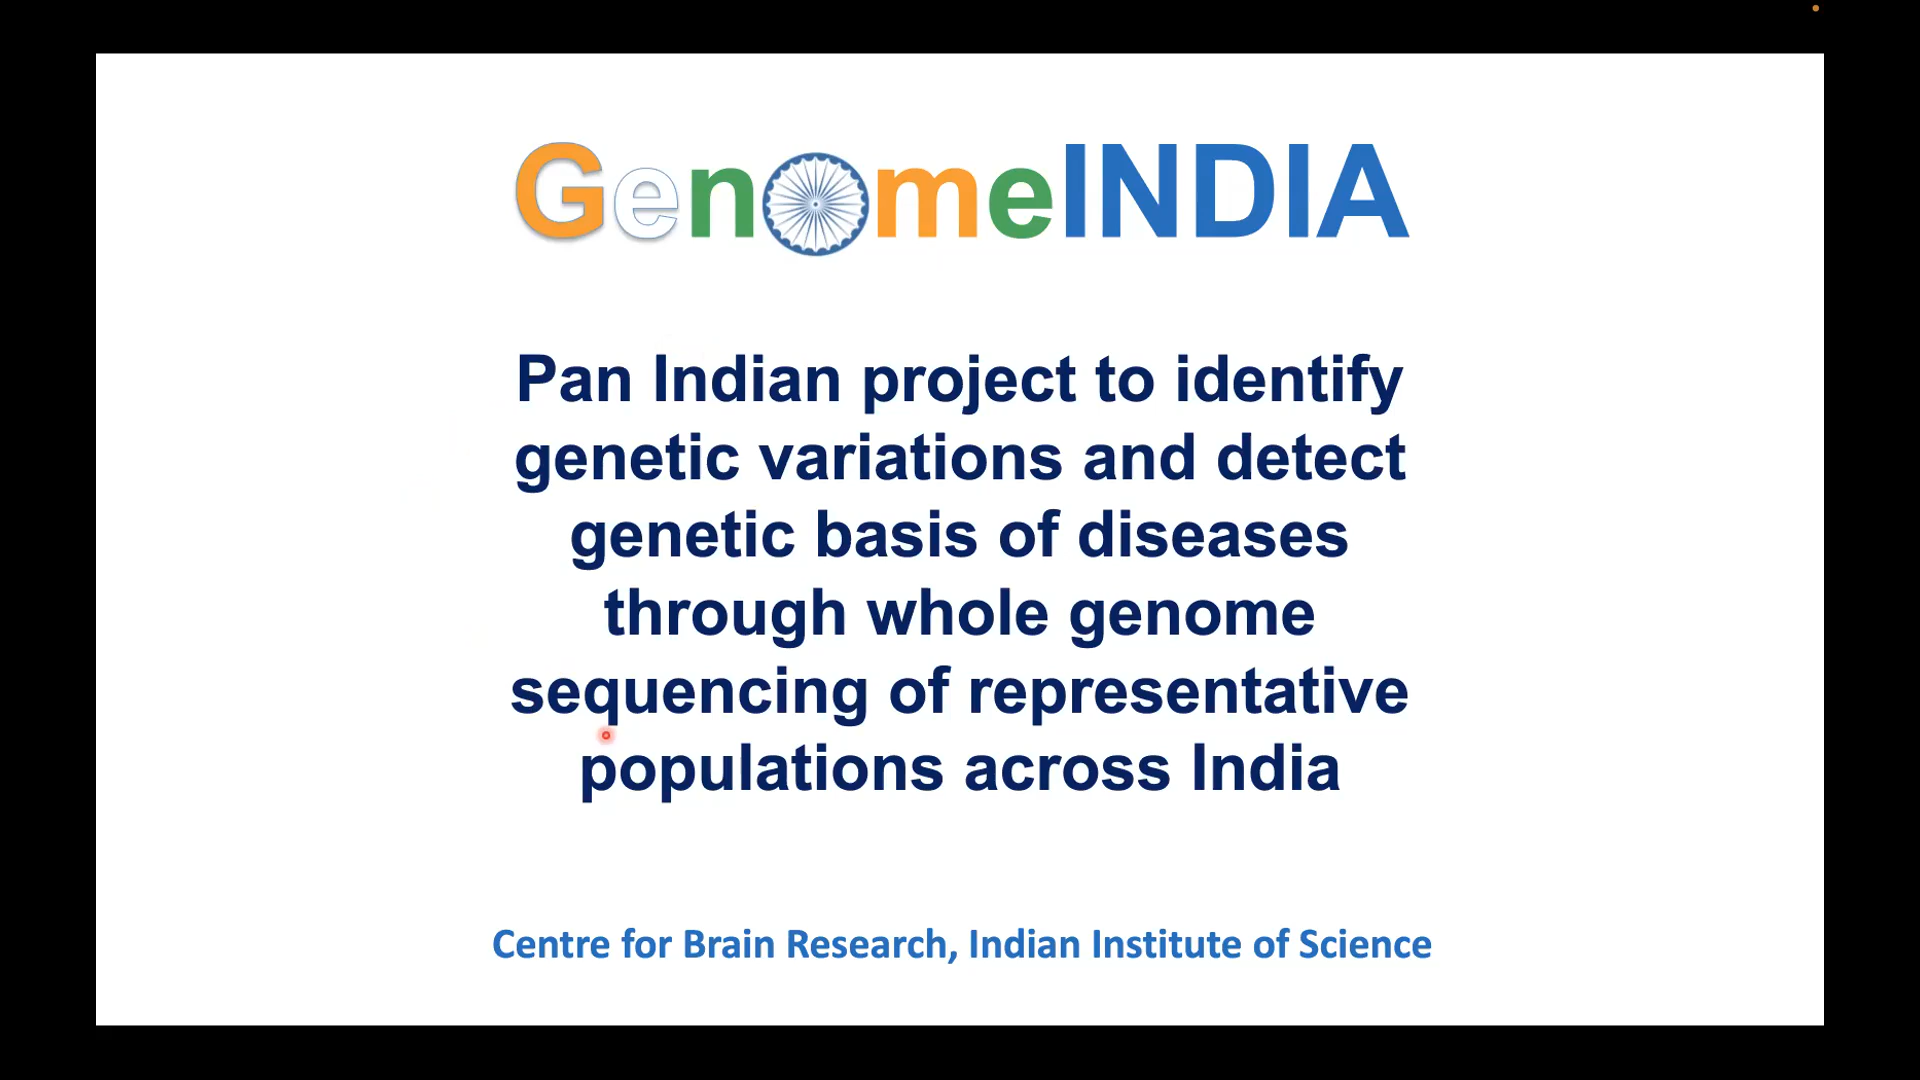 GenomeINDIA
Pan Indian project to identify
genetic variations and detect
genetic basis of diseases
through whole genome
sequencing of representative
populations across India
Centre for Brain Research, Indian Institute of Science